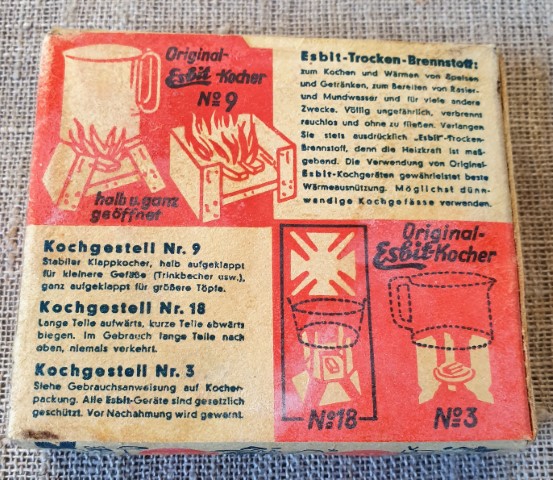 Original-
Esbit-Kocher
No 9
halb u. ganz
geöffnet
Esbit-Trocken-Brennstoff:
zum Kochen und Wärmen von Speisen
und Getränken, zum Bereiten von Rasier-
und Mundwasser und für viele andere
Zwecke. Völlig ungefährlich, verbrennt
rauchlos und ohne zu fließen. Verlangen
Sie stets ausdrücklich „Esbit"-Trocken-
Brennstoff, denn die Heizkraft ist maß-
gebend. Die Verwendung von Original-
Esbit-Kochgeräten gewährleistet beste
Wärmeausnützung. Möglichst dünn-
wandige Kochgefässe verwenden.
Kochgestell Nr. 9
Stabiler Klappkocher, halb aufgeklappt
für kleinere Gefäße (Trinkbecher usw.),
ganz aufgeklappt für größere Töpfe.
Kochgestell Nr. 18
Lange Teile aufwärts, kurze Teile abwärts
biegen. Im Gebrauch lange Teile nach
oben, niemals verkehrt.
Kochgestell Nr. 3
Siehe Gebrauchsanweisung auf Kocher-
packung. Alle Esbit-Geräte sind gesetzlich
geschützt. Vor Nachahmung wird gewarnt.
Original-
Esbit-Kocher
No 18
No 3